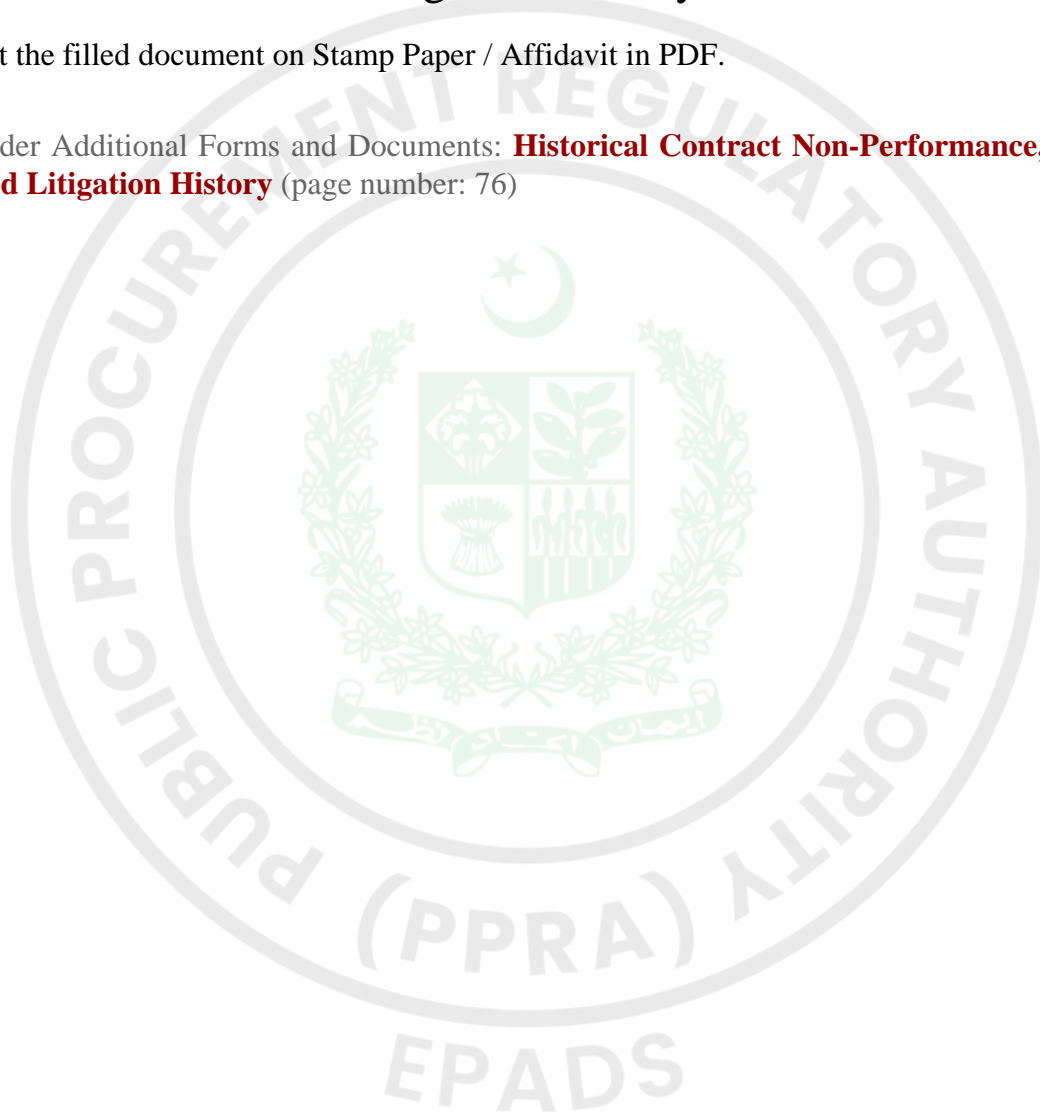 t the filled document on Stamp Paper / Affidavit in PDF.
der Additional Forms and Documents: Historical Contract Non-Performance,
d Litigation History (page number: 76)
PUBLIC PROCUREMENT REGULATORY AUTHORITY
(PPRA)
EPADS